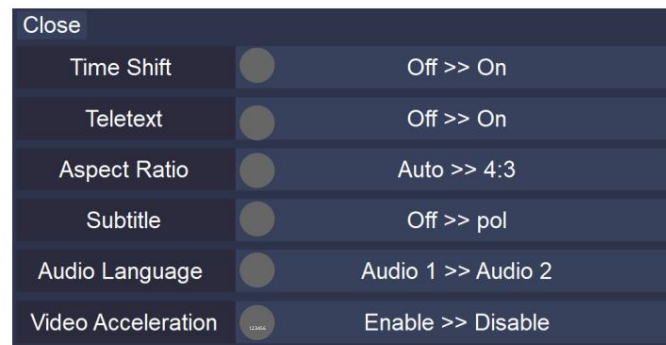 Close
Time Shift Off >> On
Teletext Off >> On
Aspect Ratio Auto >> 4:3
Subtitle Off >> pol
Audio Language Audio 1 >> Audio 2
Video Acceleration 123456 Enable >> Disable